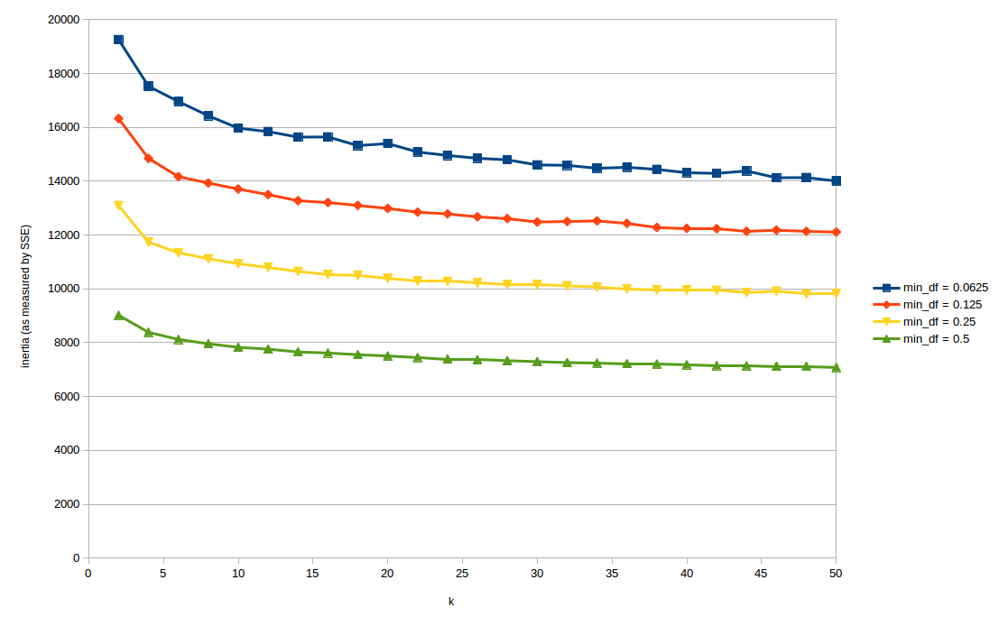 20000
18000
16000
14000
12000
10000
8000
6000
4000
2000
0
inertia (as measured by SSE)
0 5 10 15 20 25 30 35 40 45 50
k
min_df = 0.0625
min_df = 0.125
min_df = 0.25
min_df = 0.5